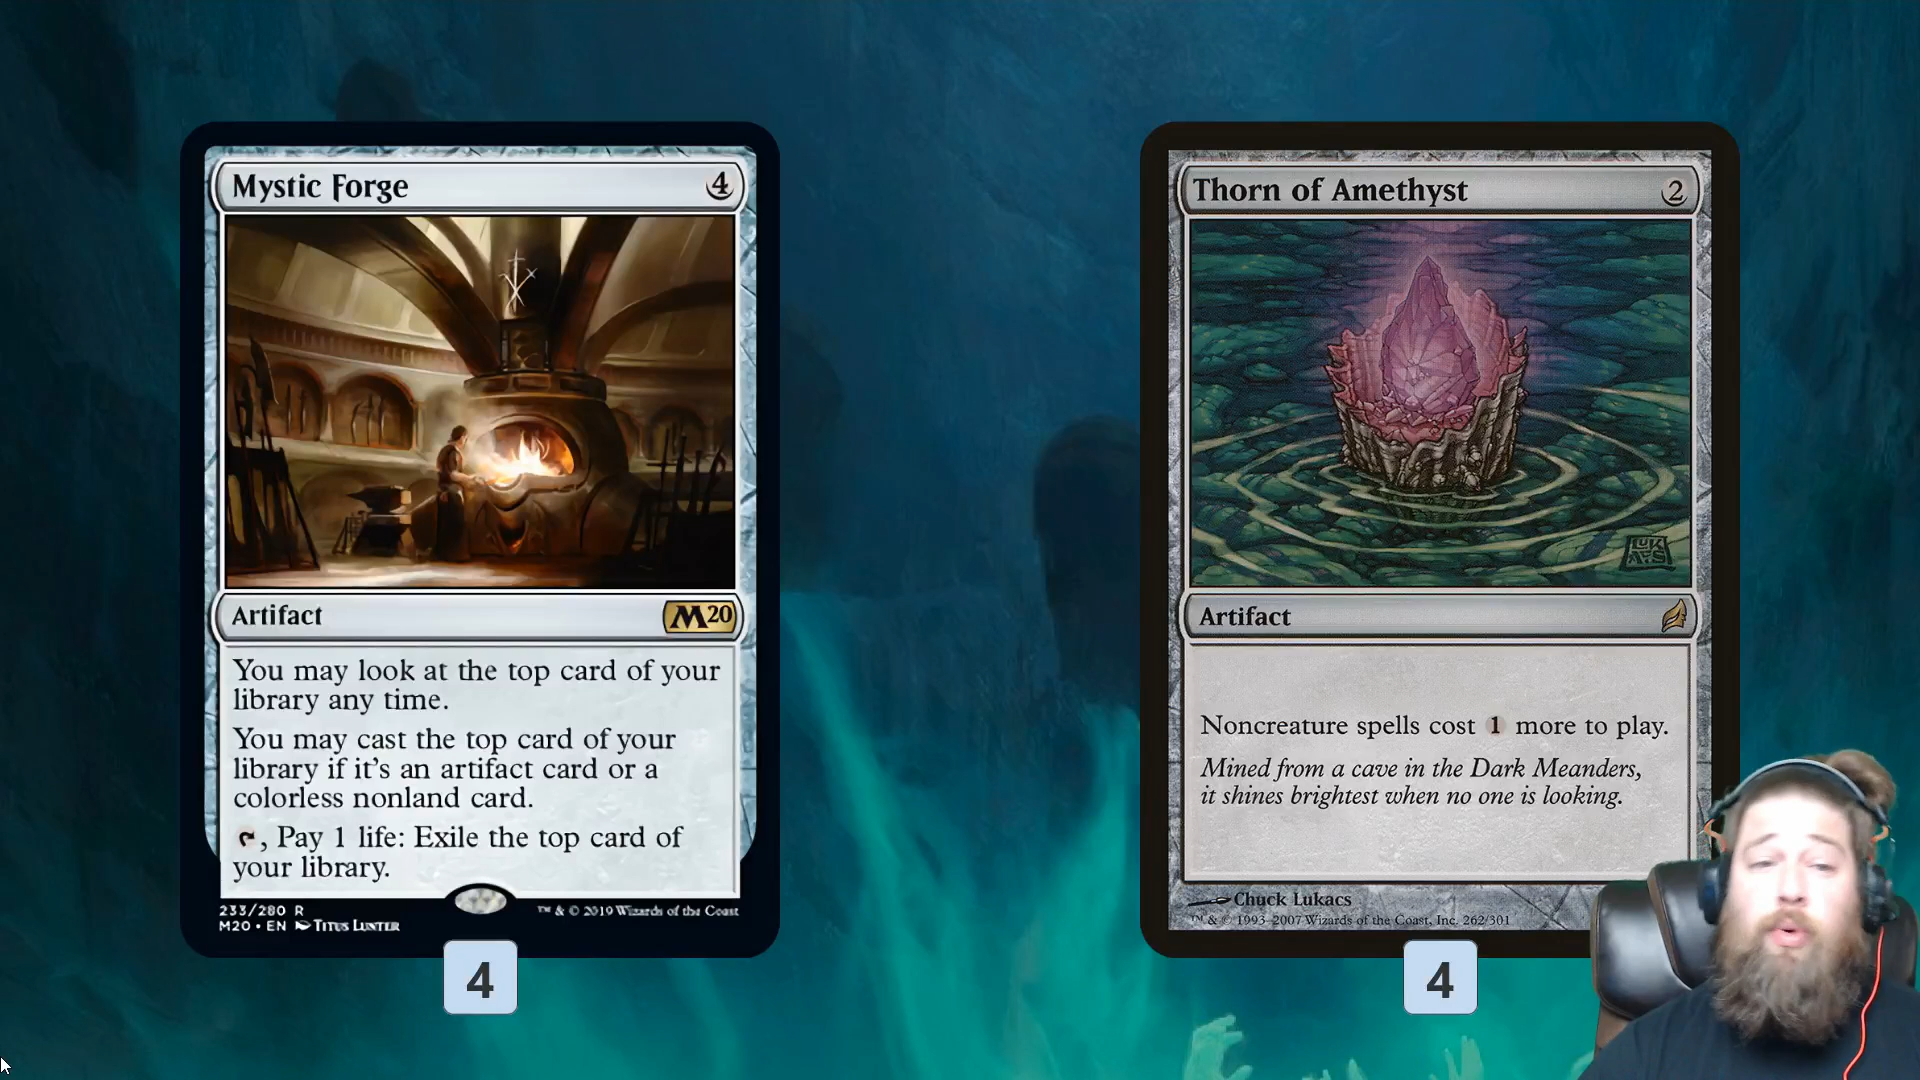 Mystic Forge 4
Artifact M20
You may look at the top card of your
library any time.
You may cast the top card of your
library if it's an artifact card or a
colorless nonland card.
, Pay 1 life: Exile the top card of
your library.
233/280 R
M20 • EN Titus Lunter
™ & © 2019 Wizards of the Coast
4
Thorn of Amethyst 2
LUK
ACS
Artifact
Noncreature spells cost 1 more to play.
Mined from a cave in the Dark Meanders,
it shines brightest when no one is looking.
Chuck Lukacs
™ & © 1993–2007 Wizards of the Coast, Inc. 262/301
4